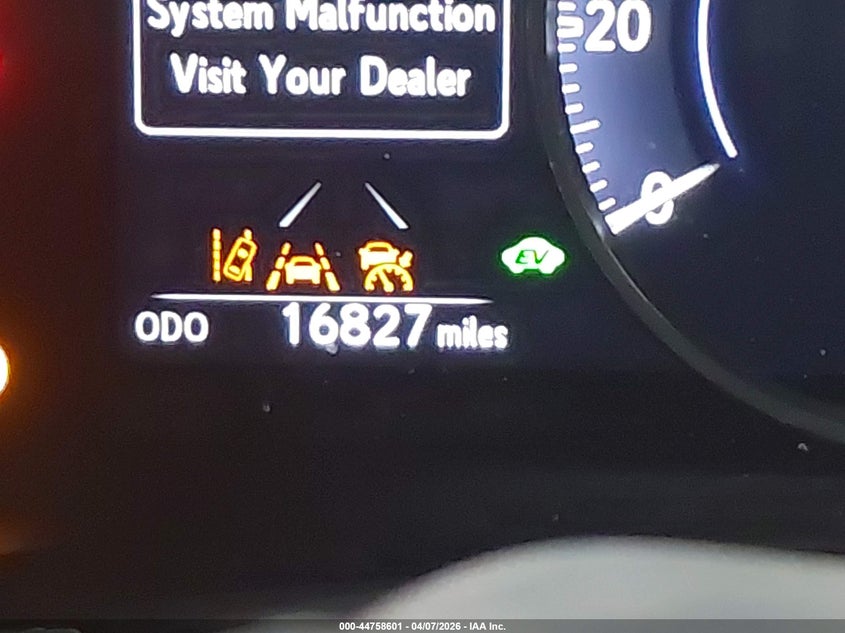 System Malfunction
Visit Your Dealer
20
0
EV
ODO 16827 miles
000-44758601 - 04/07/2026 - IAA Inc.